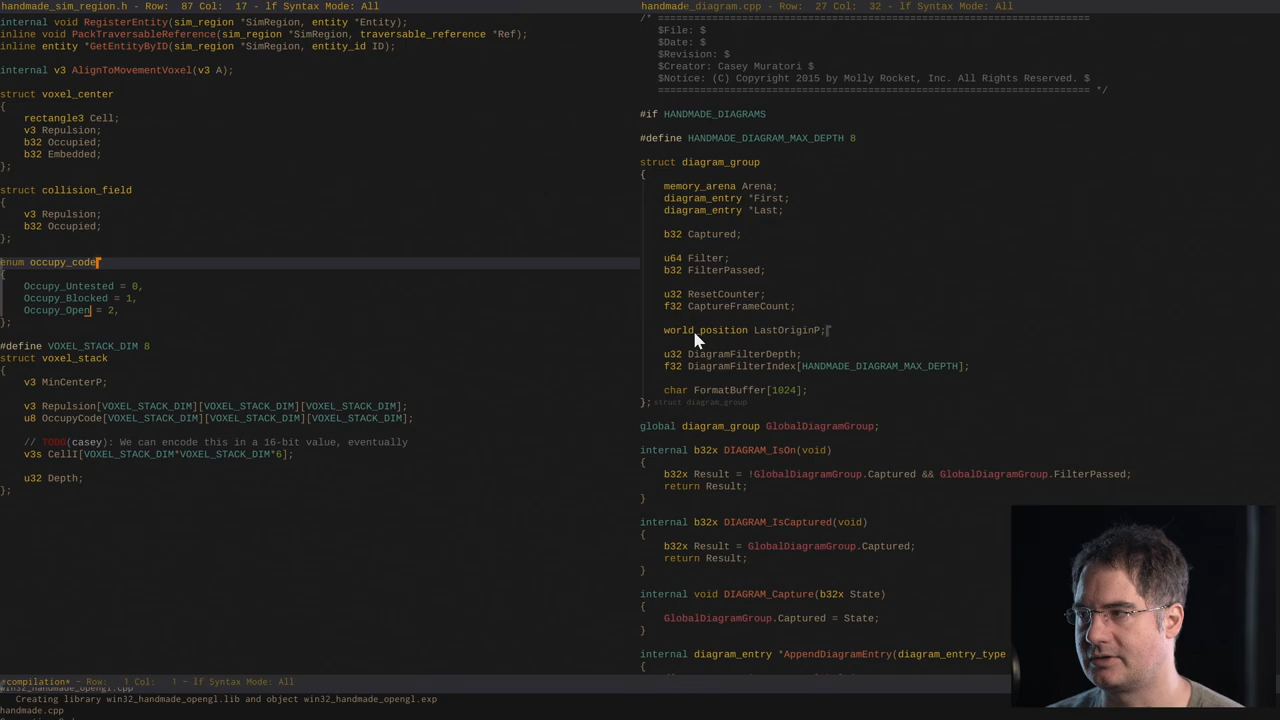 handmade_sim_region.h - Row: 87 Col: 17 - lf Syntax Mode: All
internal void RegisterEntity(sim_region *SimRegion, entity *Entity);
inline void PackTraversableReference(sim_region *SimRegion, traversable_reference *Ref);
inline entity *GetEntityByID(sim_region *SimRegion, entity_id ID);
internal v3 AlignToMovementVoxel(v3 A);
struct voxel_center
{
rectangle3 Cell;
v3 Repulsion;
b32 Occupied;
b32 Embedded;
};
struct collision_field
{
v3 Repulsion;
b32 Occupied;
};
enum occupy_code
{
Occupy_Untested = 0,
Occupy_Blocked = 1,
Occupy_Open = 2,
};
#define VOXEL_STACK_DIM 8
struct voxel_stack
{
v3 MinCenterP;
v3 Repulsion[VOXEL_STACK_DIM][VOXEL_STACK_DIM][VOXEL_STACK_DIM];
u8 OccupyCode[VOXEL_STACK_DIM][VOXEL_STACK_DIM][VOXEL_STACK_DIM];
// TODO(casey): We can encode this in a 16-bit value, eventually
v3s CellI[VOXEL_STACK_DIM*VOXEL_STACK_DIM*6];
u32 Depth;
};
handmade_diagram.cpp - Row: 27 Col: 32 - lf Syntax Mode: All
/* ========================================================================
$File: $
$Date: $
$Revision: $
$Creator: Casey Muratori $
$Notice: (C) Copyright 2015 by Molly Rocket, Inc. All Rights Reserved. $
======================================================================== */
#if HANDMADE_DIAGRAMS
#define HANDMADE_DIAGRAM_MAX_DEPTH 8
struct diagram_group
{
memory_arena Arena;
diagram_entry *First;
diagram_entry *Last;
b32 Captured;
u64 Filter;
b32 FilterPassed;
u32 ResetCounter;
f32 CaptureFrameCount;
world_position LastOriginP;
u32 DiagramFilterDepth;
f32 DiagramFilterIndex[HANDMADE_DIAGRAM_MAX_DEPTH];
char FormatBuffer[1024];
}; struct diagram_group
global diagram_group GlobalDiagramGroup;
internal b32x DIAGRAM_IsOn(void)
{
b32x Result = !GlobalDiagramGroup.Captured && GlobalDiagramGroup.FilterPassed;
return Result;
}
internal b32x DIAGRAM_IsCaptured(void)
{
b32x Result = GlobalDiagramGroup.Captured;
return Result;
}
internal void DIAGRAM_Capture(b32x State)
{
GlobalDiagramGroup.Captured = State;
}
internal diagram_entry *AppendDiagramEntry(diagram_entry_type
{
*compilation* - Row: 1 Col: 1 - lf Syntax Mode: All
win32_handmade_opengl.cpp
Creating library win32_handmade_opengl.lib and object win32_handmade_opengl.exp
handmade.cpp